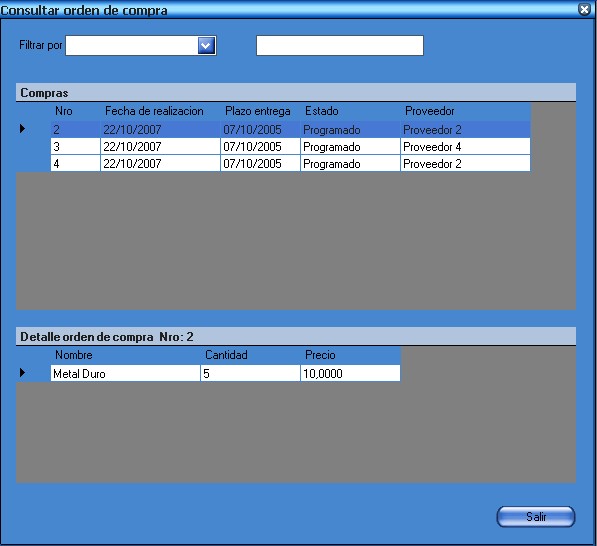 Consultar orden de compra
Filtrar por
Compras
Nro Fecha de realizacion Plazo entrega Estado Proveedor
2 22/10/2007 07/10/2005 Programado Proveedor 2
3 22/10/2007 07/10/2005 Programado Proveedor 4
4 22/10/2007 07/10/2005 Programado Proveedor 2
Detalle orden de compra Nro: 2
Nombre Cantidad Precio
Metal Duro 5 10,0000
Salir